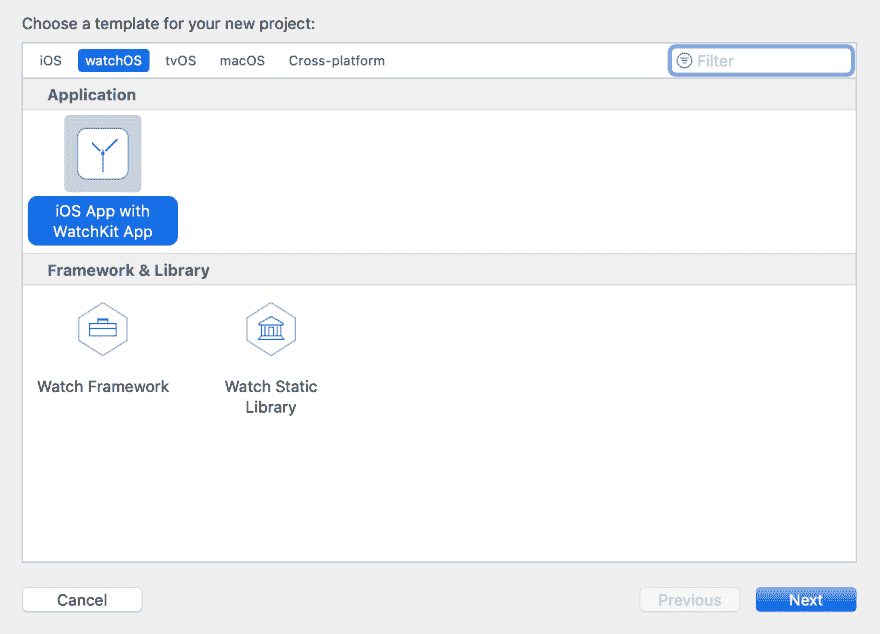 Choose a template for your new project:
iOS watchOS tvOS macOS Cross-platform Filter
Application
iOS App with
WatchKit App
Framework & Library
Watch Framework Watch Static
Library
Cancel Previous Next